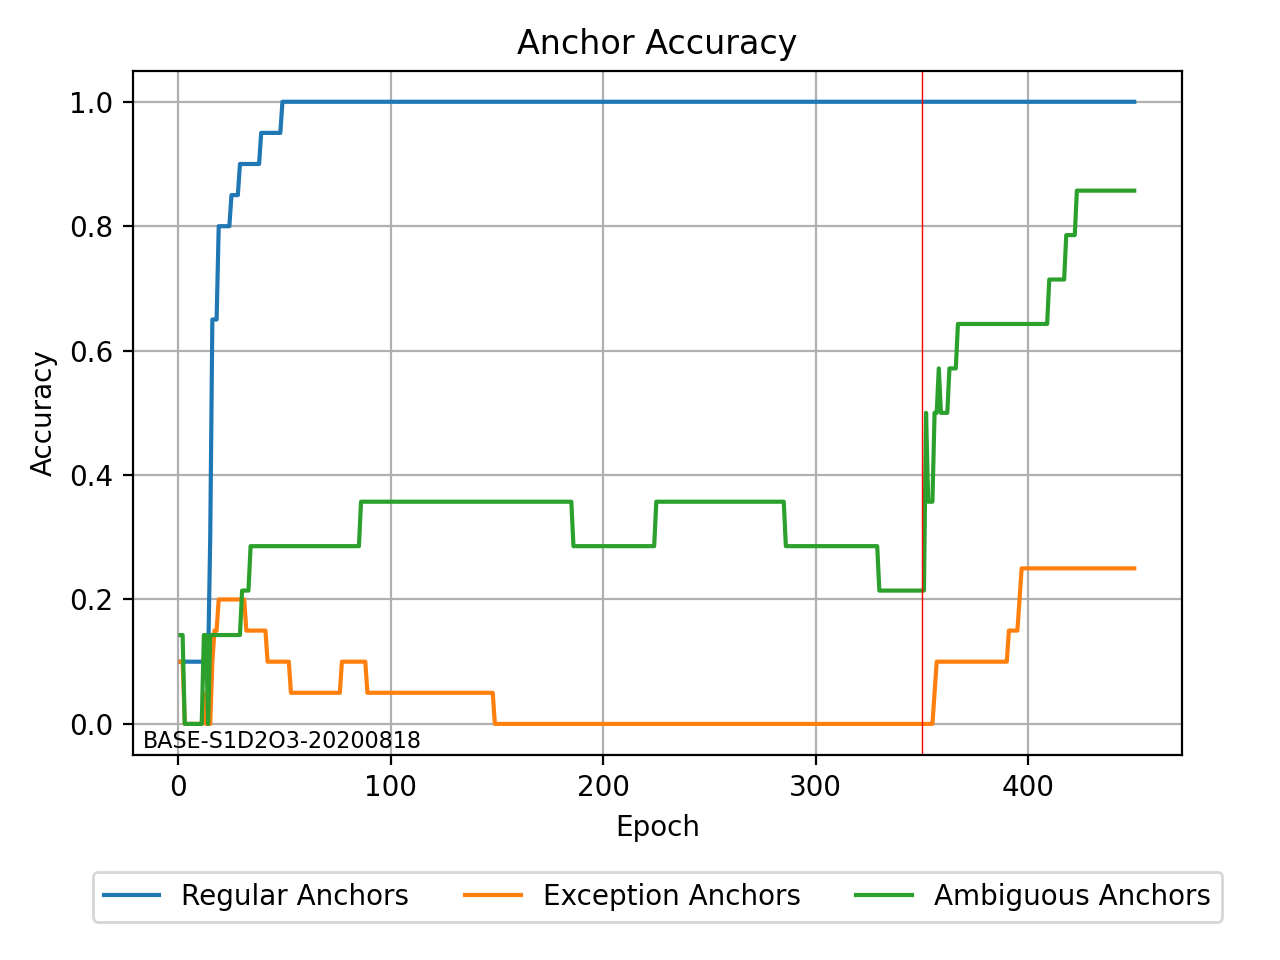 Anchor Accuracy
1.0
0.8
0.6
0.4
0.2
0.0
Accuracy
BASE-S1D2O3-20200818
0 100 200 300 400
Epoch
Regular Anchors Exception Anchors Ambiguous Anchors